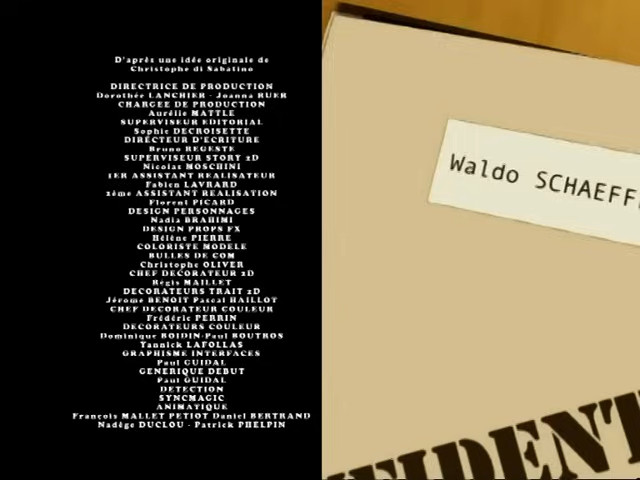 D'après une idée originale de
Christophe di Sabatino
DIRECTRICE DE PRODUCTION
Dorothée LANCHIER - Joanna RUER
CHARGEE DE PRODUCTION
Aurélie MATTLE
SUPERVISEUR EDITORIAL
Sophie DECROISETTE
DIRECTEUR D'ECRITURE
Bruno REGESTE
SUPERVISEUR STORY 2D
Nicolas MOSCHINI
1ER ASSISTANT REALISATEUR
Fabien LAVRARD
2ème ASSISTANT REALISATION
Florent PICARD
DESIGN PERSONNAGES
Nadia BRAHIMI
DESIGN PROPS FX
Hélène PIERRE
COLORISTE MODELE
BULLES DE COM
Christophe OLIVER
CHEF DECORATEUR 2D
Régis MAILLET
DECORATEURS TRAIT 2D
Jérome BENOIT Pascal HAILLOT
CHEF DECORATEUR COULEUR
Frédéric PERRIN
DECORATEURS COULEUR
Dominique BOIDIN-Paul BOUTROS
Yannick LAFOLLAS
GRAPHISME INTERFACES
Paul GUIDAL
GENERIQUE DEBUT
Paul GUIDAL
DETECTION
SYNCMAGIC
ANIMATIQUE
François MALLET PETIOT Daniel BERTRAND
Nadège DUCLOU - Patrick PHELPIN
Waldo SCHAEFF
FIDENT